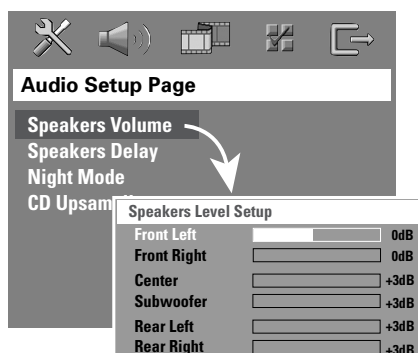 Audio Setup Page
Speakers Volume
Speakers Delay
Night Mode
CD Upsam
Speakers Level Setup
Front Left 0dB
Front Right 0dB
Center +3dB
Subwoofer +3dB
Rear Left +3dB
Rear Right +3dB